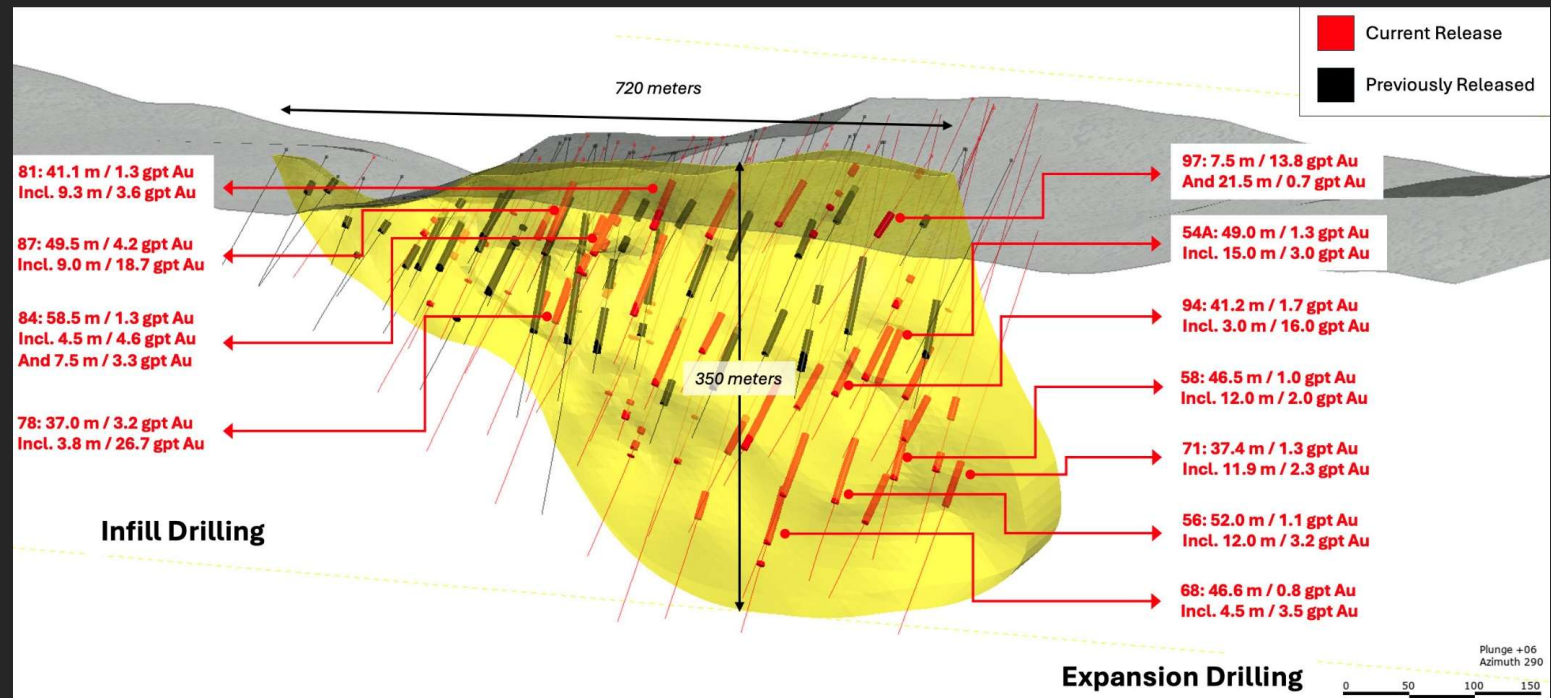 Current Release
Previously Released
720 meters
81: 41.1 m / 1.3 gpt Au
Incl. 9.3 m / 3.6 gpt Au
87: 49.5 m / 4.2 gpt Au
Incl. 9.0 m / 18.7 gpt Au
84: 58.5 m / 1.3 gpt Au
Incl. 4.5 m / 4.6 gpt Au
And 7.5 m / 3.3 gpt Au
78: 37.0 m / 3.2 gpt Au
Incl. 3.8 m / 26.7 gpt Au
350 meters
97: 7.5 m / 13.8 gpt Au
And 21.5 m / 0.7 gpt Au
54A: 49.0 m / 1.3 gpt Au
Incl. 15.0 m / 3.0 gpt Au
94: 41.2 m / 1.7 gpt Au
Incl. 3.0 m / 16.0 gpt Au
58: 46.5 m / 1.0 gpt Au
Incl. 12.0 m / 2.0 gpt Au
71: 37.4 m / 1.3 gpt Au
Incl. 11.9 m / 2.3 gpt Au
56: 52.0 m / 1.1 gpt Au
Incl. 12.0 m / 3.2 gpt Au
68: 46.6 m / 0.8 gpt Au
Incl. 4.5 m / 3.5 gpt Au
Infill Drilling
Expansion Drilling
Plunge +06
Azimuth 290
0 50 100 150